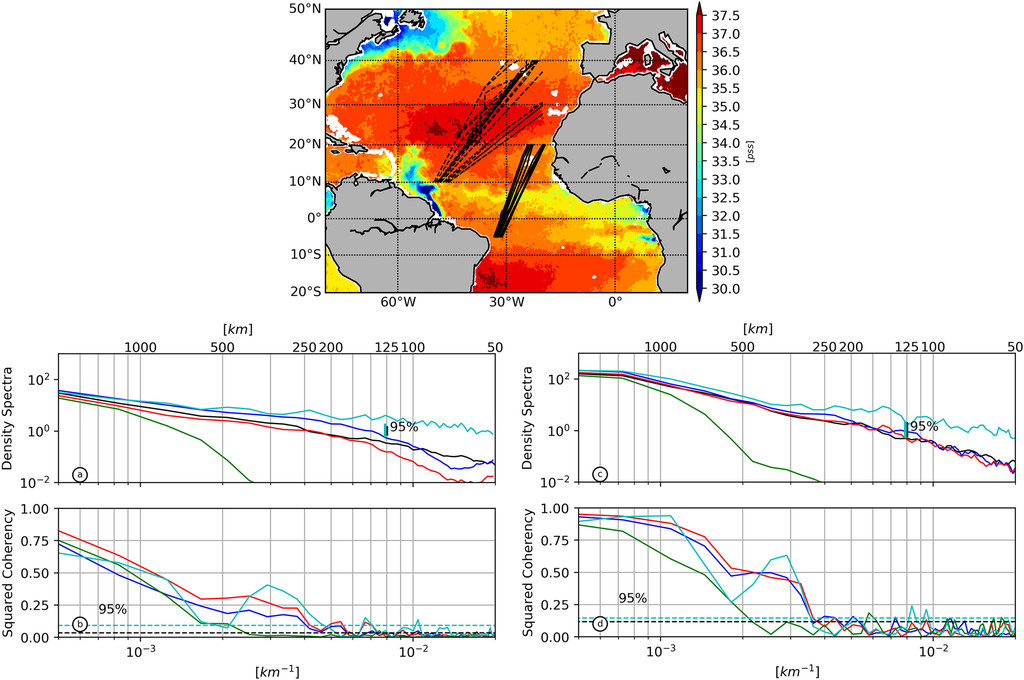 50°N
40°N
30°N
20°N
10°N
0°
10°S
20°S
60°W 30°W 0°
37.5
37.0
36.5
36.0
35.5
35.0
34.5
34.0
33.5
33.0
32.5
32.0
31.5
31.0
30.5
30.0
[pss]
[km]
1000 500 250 200 125 100 50
Density Spectra
10²
10⁰
10⁻²
95%
a
Squared Coherency
1.00
0.75
0.50
0.25
0.00
95%
b
10⁻³ 10⁻²
[km⁻¹]
[km]
1000 500 250 200 125 100 50
Density Spectra
10²
10⁰
10⁻²
95%
c
Squared Coherency
1.00
0.75
0.50
0.25
0.00
95%
d
10⁻³ 10⁻²
[km⁻¹]